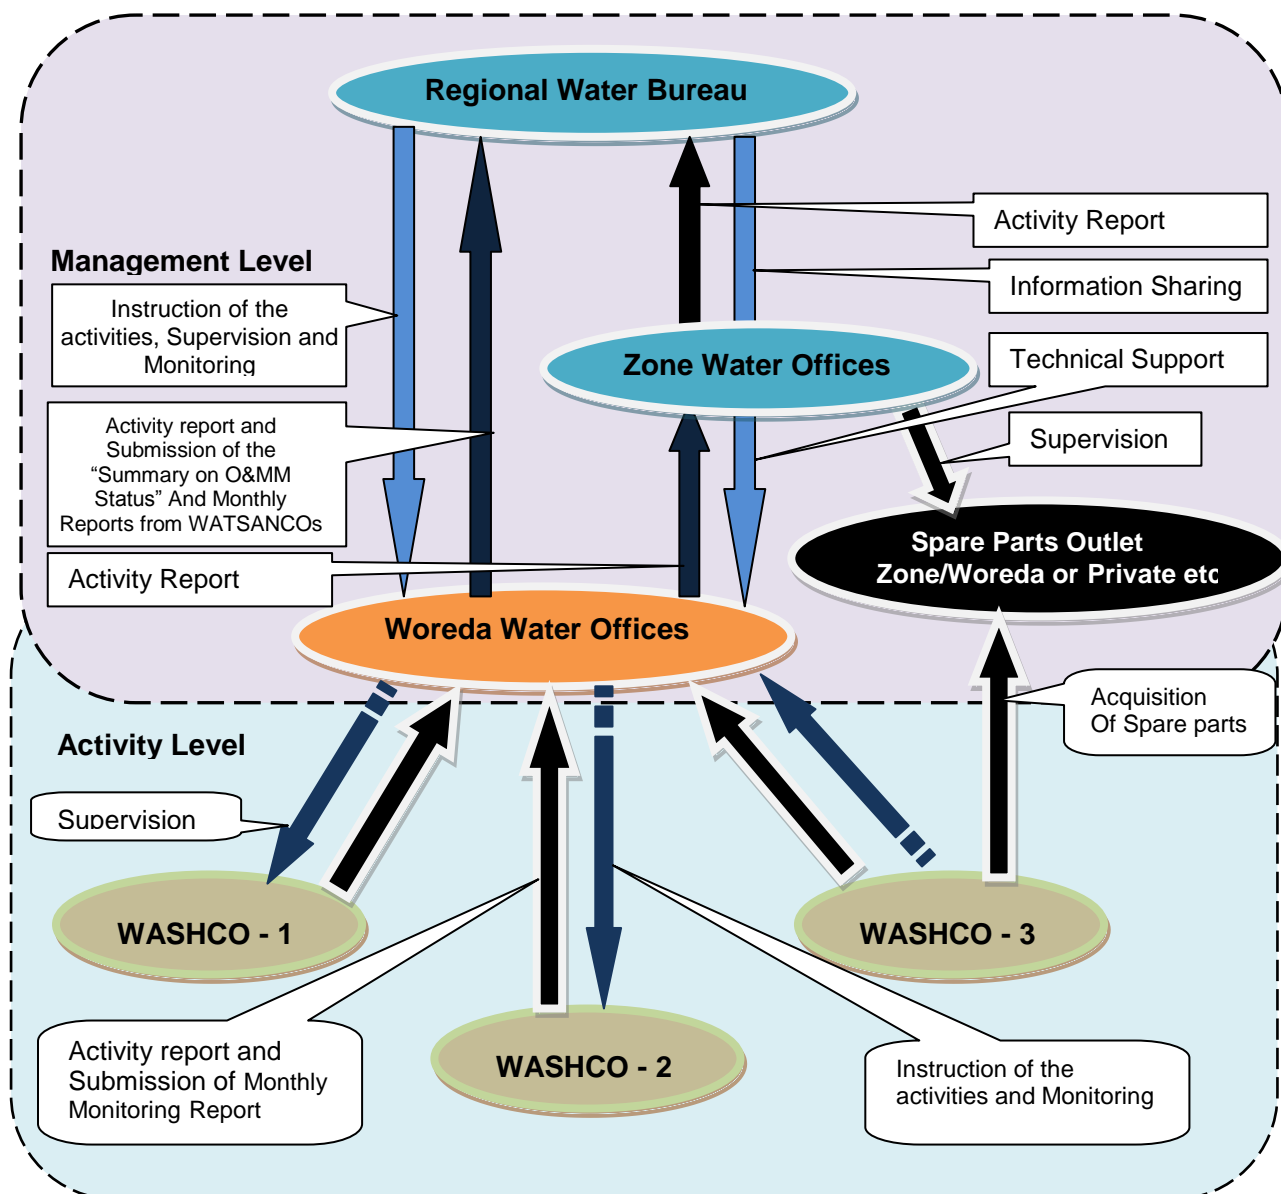 Regional Water Bureau
Activity Report
Management Level
Information Sharing
Instruction of the
activities, Supervision and
Monitoring
Zone Water Offices
Technical Support
Activity report and
Submission of the
“Summary on O&MM
Status” And Monthly
Reports from WATSANCOs
Supervision
Spare Parts Outlet
Zone/Woreda or Private etc
Activity Report
Woreda Water Offices
Acquisition
Of Spare parts
Activity Level
Supervision
WASHCO - 1
WASHCO - 3
Activity report and
Submission of Monthly
Monitoring Report
WASHCO - 2
Instruction of the
activities and Monitoring